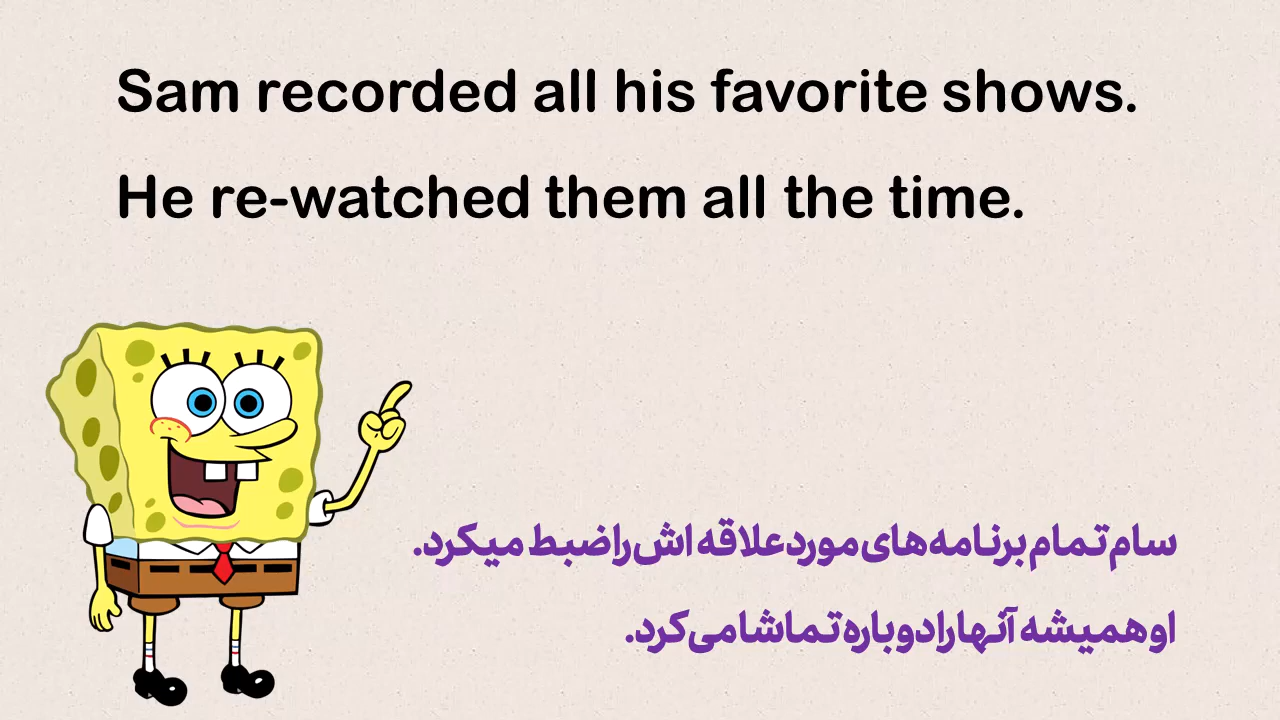 Sam recorded all his favorite shows.
He re-watched them all the time.
سام تمام برنامه های مورد علاقه اش را ضبط میکرد.
او همیشه آنها را دوباره تماشا می کرد.